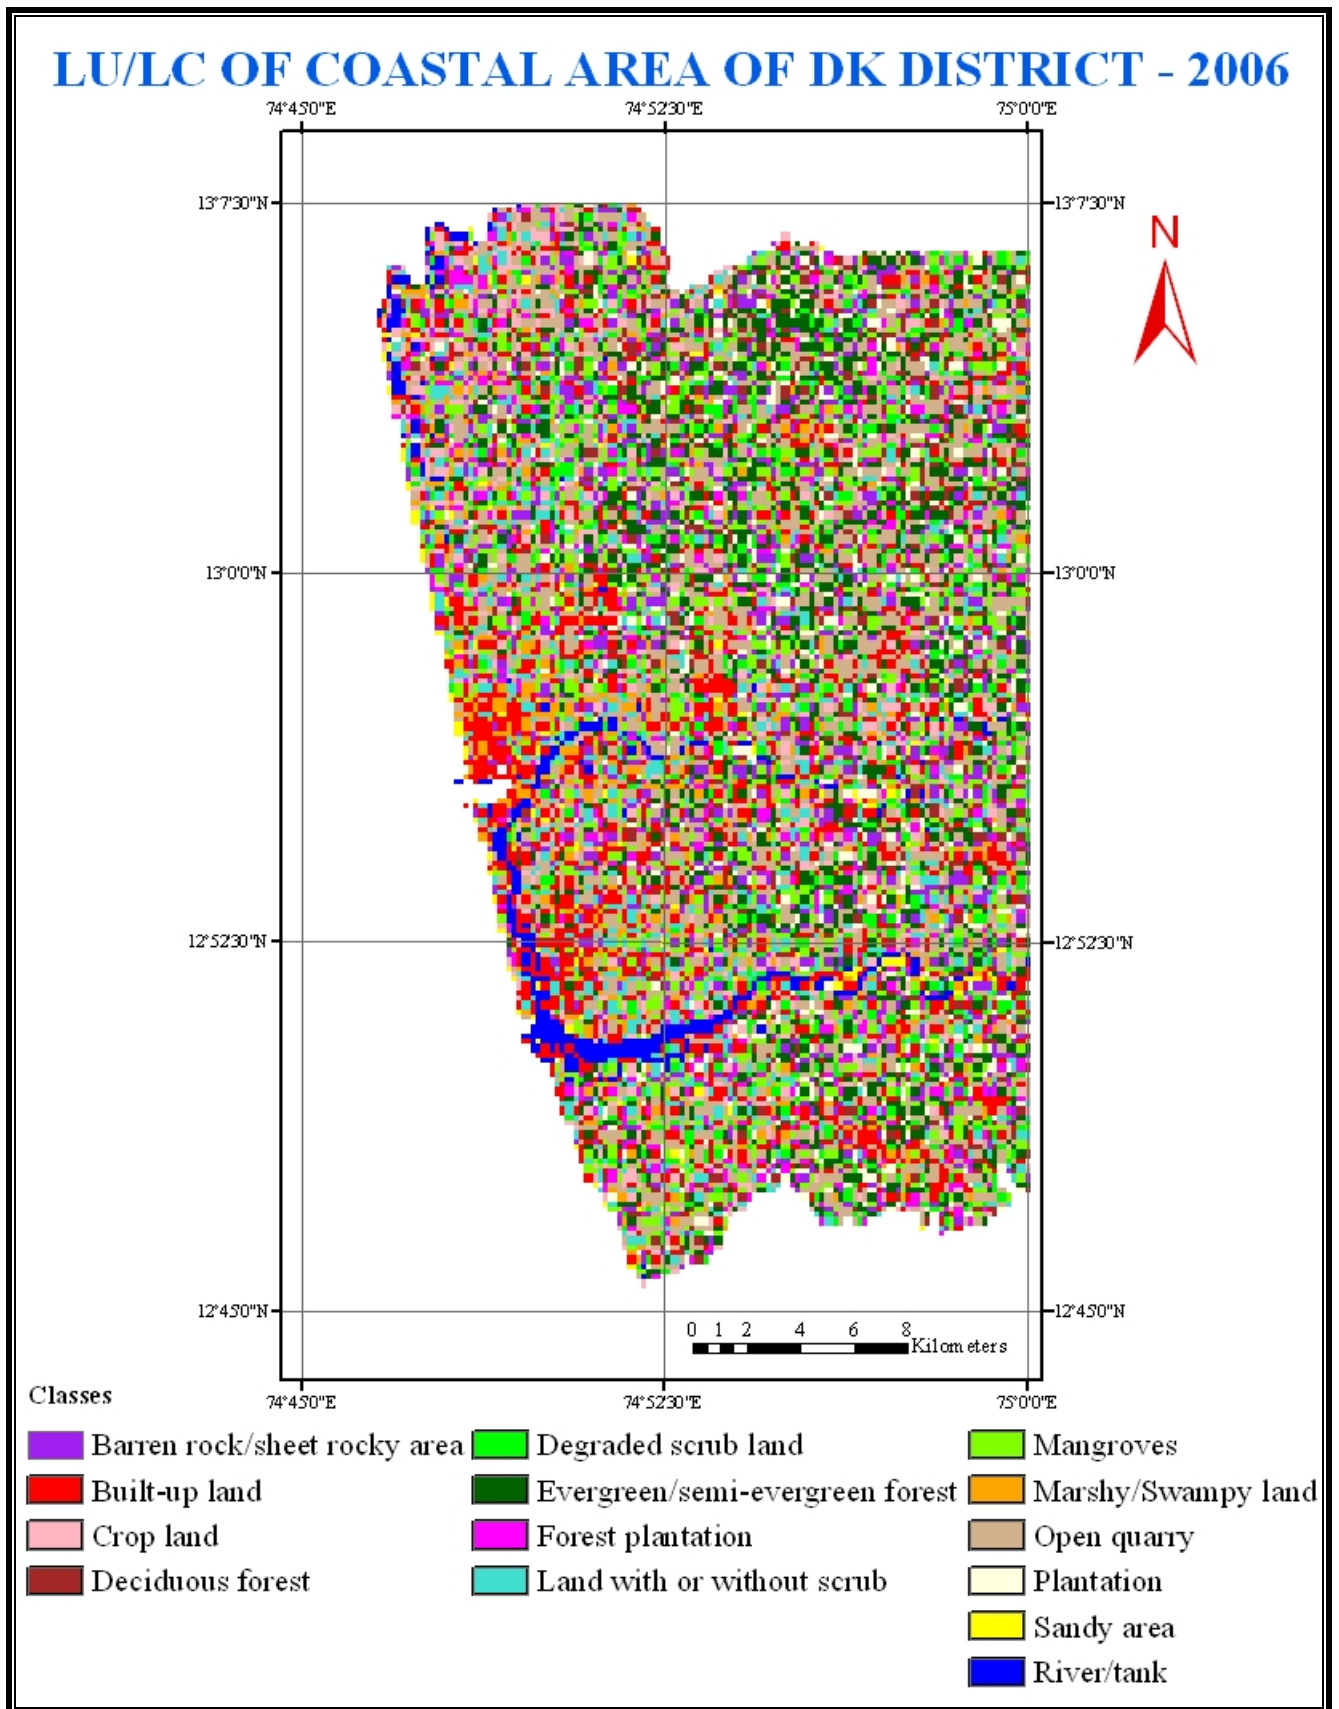 LU/LC OF COASTAL AREA OF DK DISTRICT - 2006
74°45'0"E 74°52'30"E 75°0'0"E
13°7'30"N 13°7'30"N
N
13°0'0"N 13°0'0"N
12°52'30"N 12°52'30"N
12°45'0"N 12°45'0"N
0 1 2 4 6 8
Kilometers
74°45'0"E 74°52'30"E 75°0'0"E
Classes
Barren rock/sheet rocky area
Built-up land
Crop land
Deciduous forest
Degraded scrub land
Evergreen/semi-evergreen forest
Forest plantation
Land with or without scrub
Mangroves
Marshy/Swampy land
Open quarry
Plantation
Sandy area
River/tank